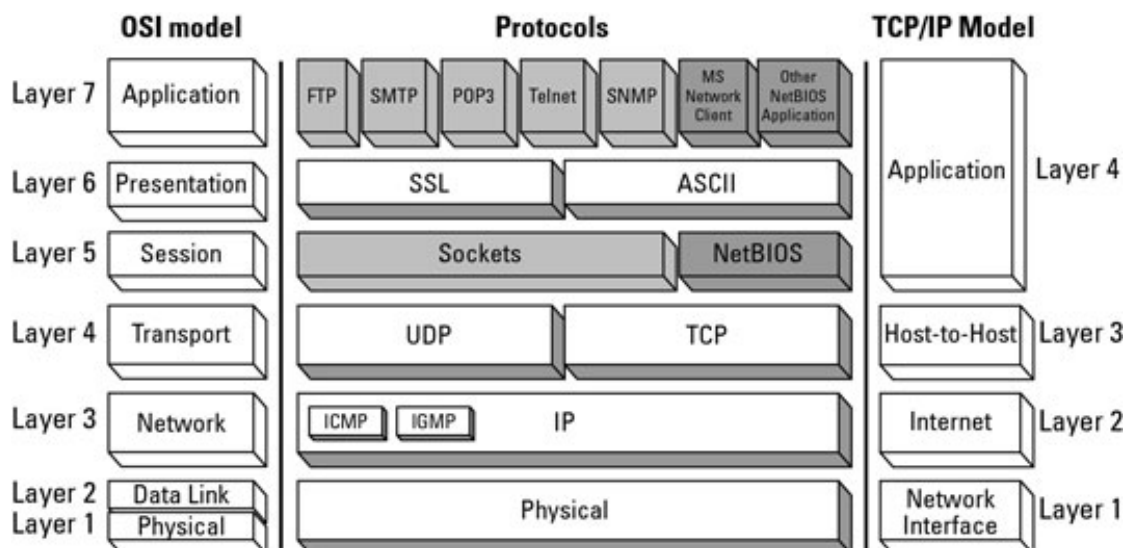 OSI model
Protocols
TCP/IP Model
Layer 7
Application
FTP
SMTP
POP3
Telnet
SNMP
MS
Network
Client
Other
NetBIOS
Application
Application
Layer 4
Layer 6
Presentation
SSL
ASCII
Layer 5
Session
Sockets
NetBIOS
Layer 4
Transport
UDP
TCP
Host-to-Host
Layer 3
Layer 3
Network
ICMP
IGMP
IP
Internet
Layer 2
Layer 2
Data Link
Layer 1
Physical
Physical
Network
Interface
Layer 1